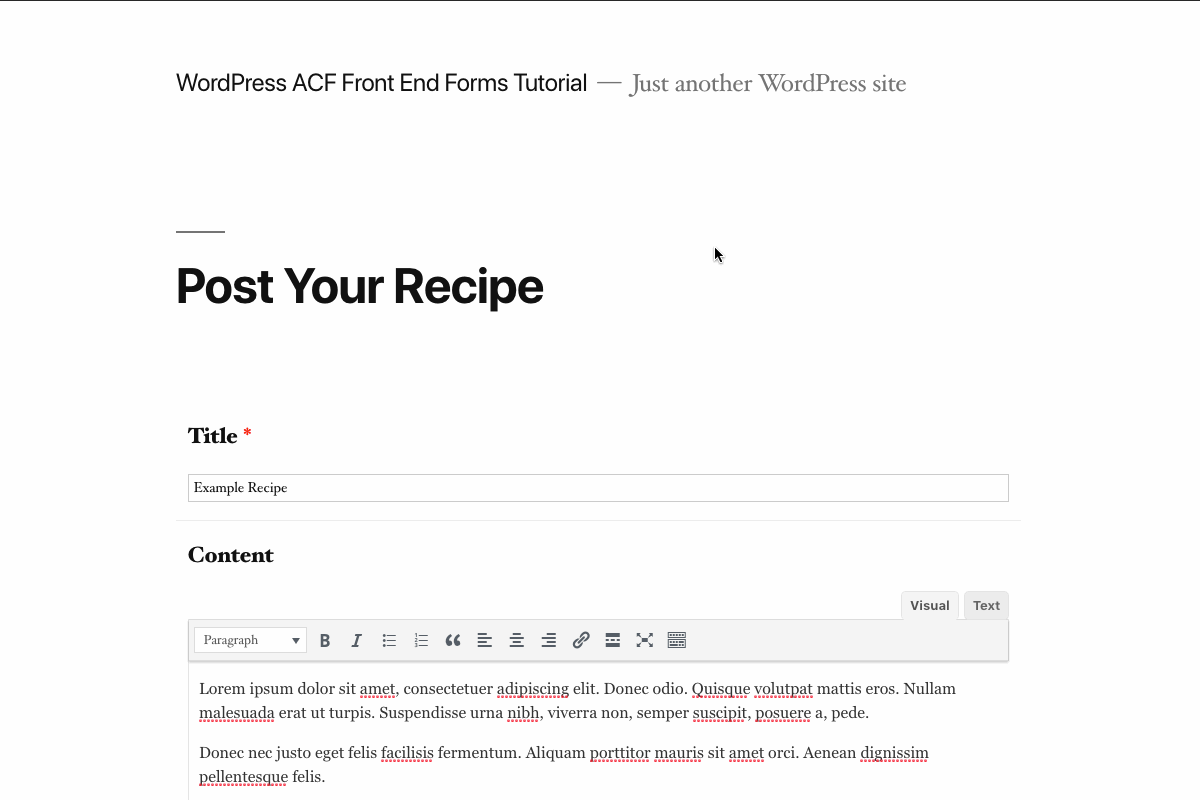 WordPress ACF Front End Forms Tutorial — Just another WordPress site
Post Your Recipe
Title *
Example Recipe
Content
Visual Text
Paragraph B I
Lorem ipsum dolor sit amet, consectetuer adipiscing elit. Donec odio. Quisque volutpat mattis eros. Nullam
malesuada erat ut turpis. Suspendisse urna nibh, viverra non, semper suscipit, posuere a, pede.
Donec nec justo eget felis facilisis fermentum. Aliquam porttitor mauris sit amet orci. Aenean dignissim
pellentesque felis.